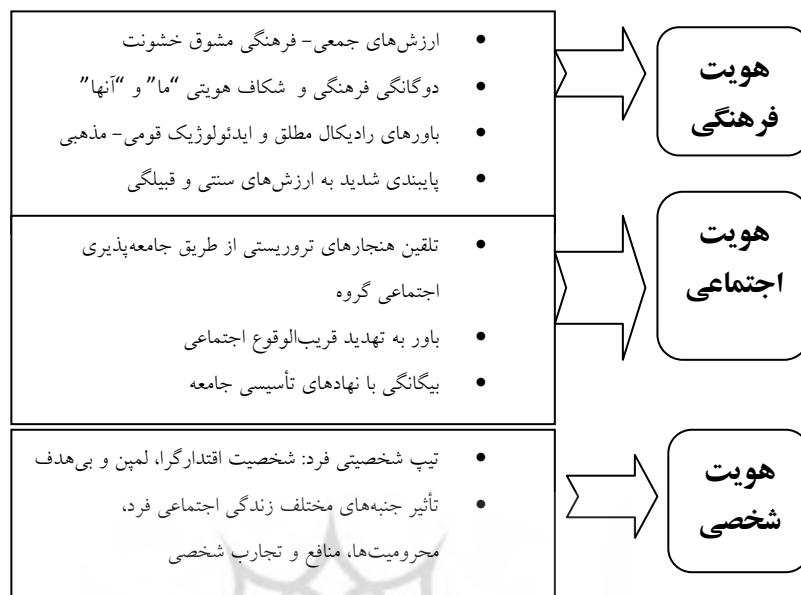 هویت
فرهنگی
• ارزش‌های جمعی- فرهنگی مشوق خشونت
• دوگانگی فرهنگی و شکاف هویتی “ما” و “آنها”
• باورهای رادیکال مطلق و ایدئولوژیک قومی- مذهبی
• پایبندی شدید به ارزش‌های سنتی و قبیلگی
هویت
اجتماعی
• تلقین هنجارهای تروریستی از طریق جامعه‌پذیری
اجتماعی گروه
• باور به تهدید قریب‌الوقوع اجتماعی
• بیگانگی با نهادهای تأسیسی جامعه
هویت
شخصی
• تیپ شخصیتی فرد: شخصیت اقتدارگرا، لمپن و بی‌هدف
• تأثیر جنبه‌های مختلف زندگی اجتماعی فرد،
محرومیت‌ها، منافع و تجارب شخصی